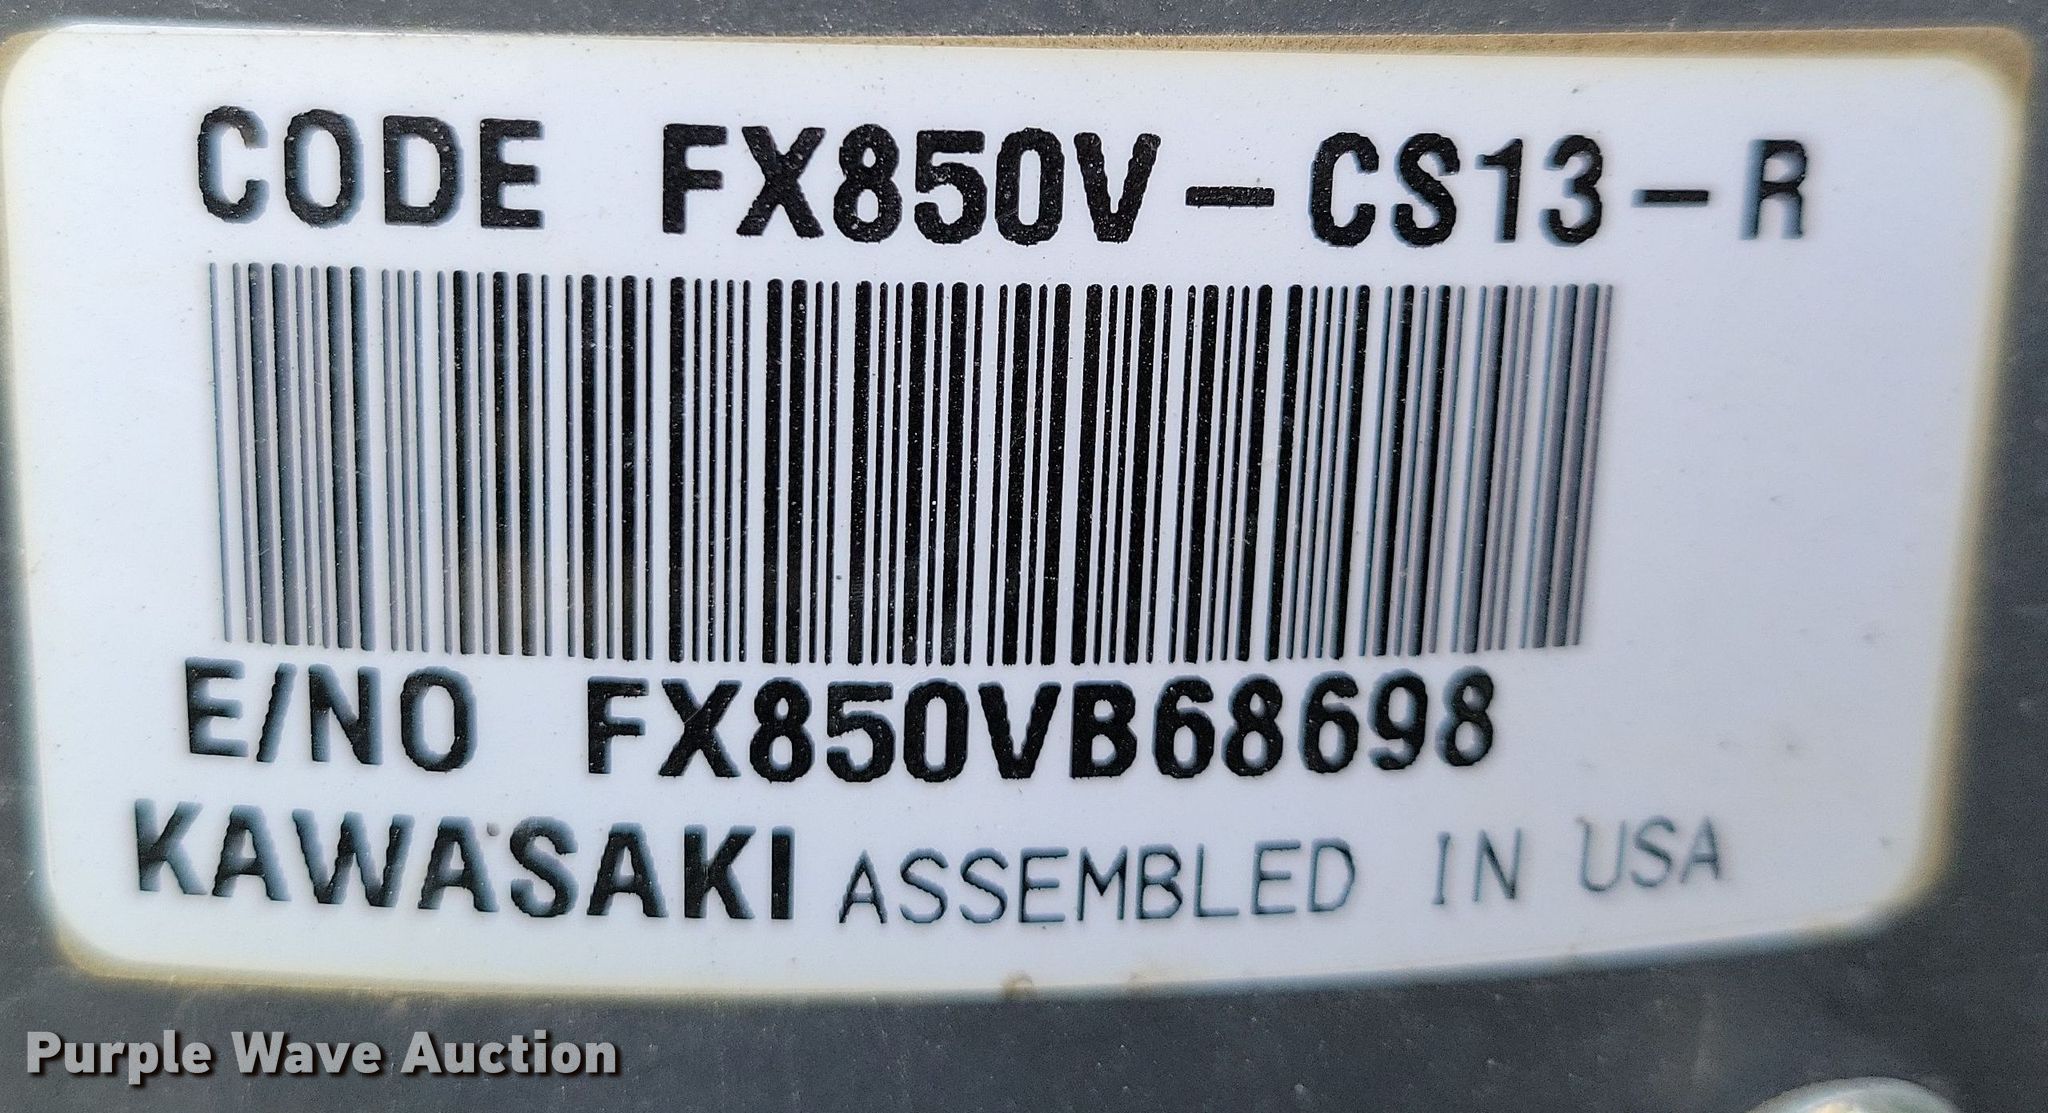 CODE FX850V-CS13-R
E/NO FX850VB68698
KAWASAKI ASSEMBLED IN USA
Purple Wave Auction